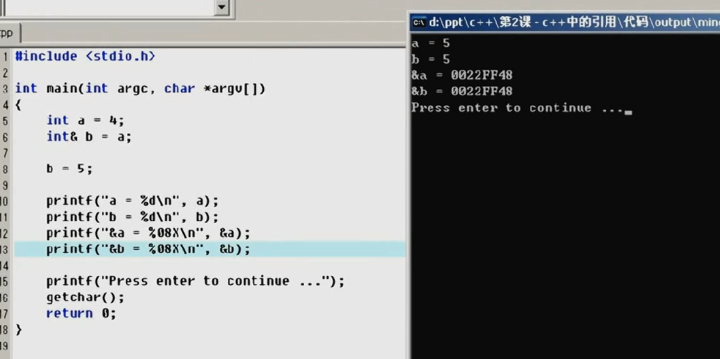 pp
1 #include <stdio.h>
2
3 int main(int argc, char *argv[])
4 {
5 int a = 4;
6 int& b = a;
7
8 b = 5;
9
10 printf("a = %d\n", a);
11 printf("b = %d\n", b);
12 printf("&a = %08X\n", &a);
13 printf("&b = %08X\n", &b);
14
15 printf("Press enter to continue ...");
16 getchar();
17 return 0;
18 }
19
d:\ppt\c++\第2课 - c++中的引用\代码\output\min
a = 5
b = 5
&a = 0022FF48
&b = 0022FF48
Press enter to continue ...